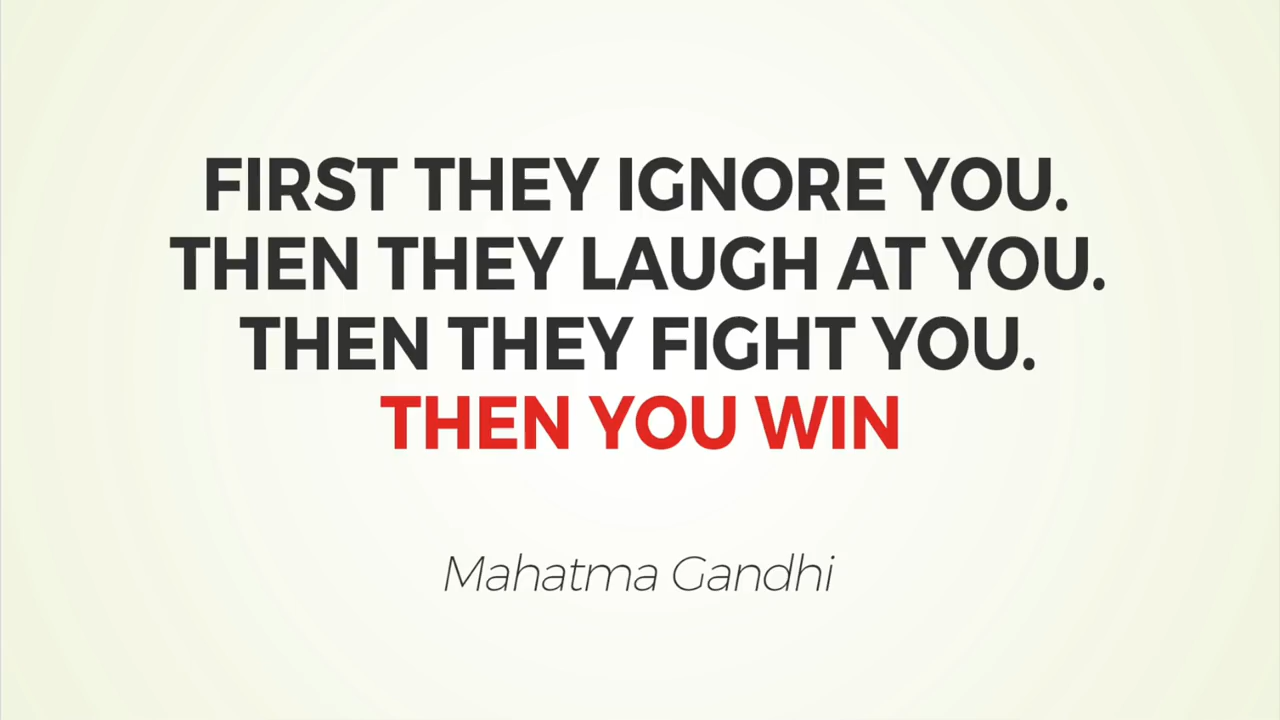 FIRST THEY IGNORE YOU.
THEN THEY LAUGH AT YOU.
THEN THEY FIGHT YOU.
THEN YOU WIN
Mahatma Gandhi